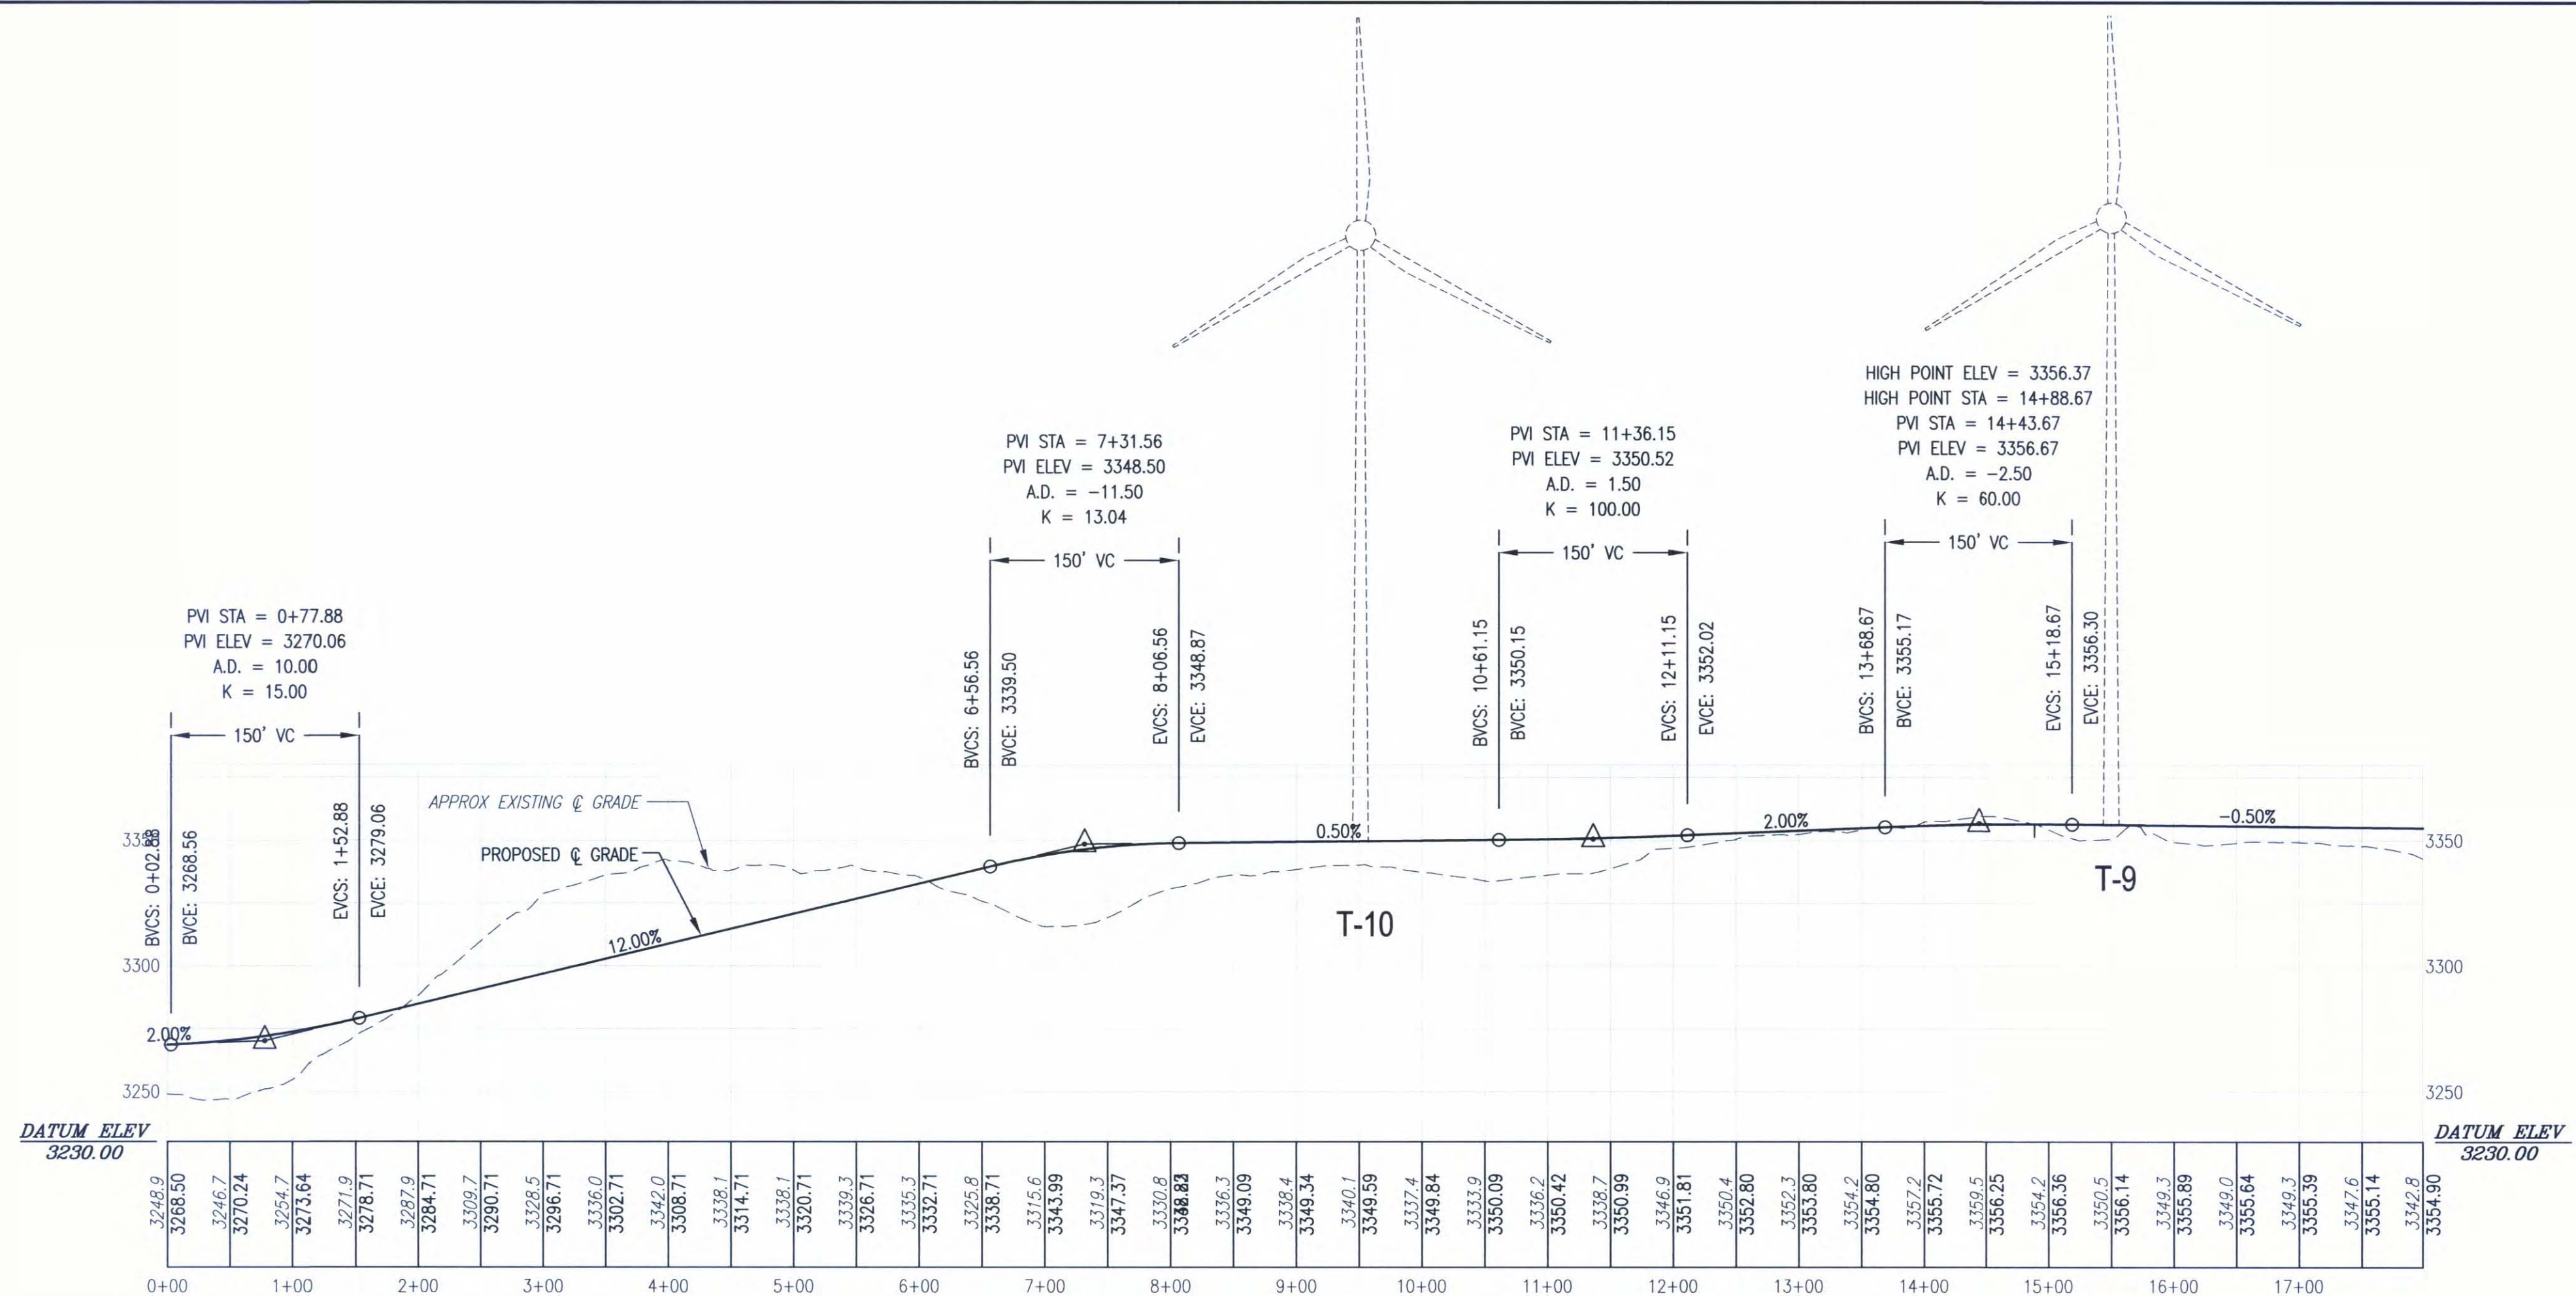 HIGH POINT ELEV = 3356.37
HIGH POINT STA = 14+88.67
PVI STA = 14+43.67
PVI ELEV = 3356.67
A.D. = -2.50
K = 60.00
150' VC
PVI STA = 11+36.15
PVI ELEV = 3350.52
A.D. = 1.50
K = 100.00
150' VC
PVI STA = 7+31.56
PVI ELEV = 3348.50
A.D. = -11.50
K = 13.04
150' VC
PVI STA = 0+77.88
PVI ELEV = 3270.06
A.D. = 10.00
K = 15.00
150' VC
BVCS: 0+02.88
BVCE: 3268.56
EVCS: 1+52.88
EVCE: 3279.06
BVCS: 6+56.56
BVCE: 3339.50
EVCS: 8+06.56
EVCE: 3348.87
BVCS: 10+61.15
BVCE: 3350.15
EVCS: 12+11.15
EVCE: 3352.02
BVCS: 13+68.67
BVCE: 3355.17
EVCS: 15+18.67
EVCE: 3356.30
APPROX EXISTING ℄ GRADE
PROPOSED ℄ GRADE
2.00%
12.00%
0.50%
2.00%
-0.50%
T-10
T-9
3350
3300
3250
3350
3300
3250
DATUM ELEV
3230.00
DATUM ELEV
3230.00
3248.9
3268.50
3246.7
3270.24
3254.7
3273.64
3271.9
3278.71
3287.9
3284.71
3309.7
3290.71
3328.5
3296.71
3336.0
3302.71
3342.0
3308.71
3338.1
3314.71
3338.1
3320.71
3339.3
3326.71
3335.3
3332.71
3325.8
3338.71
3315.6
3343.99
3319.3
3347.37
3330.8
3336.3
3349.09
3338.4
3349.34
3340.1
3349.59
3337.4
3349.84
3333.9
3350.09
3336.2
3350.42
3338.7
3350.99
3346.9
3351.81
3350.4
3352.80
3352.3
3353.80
3354.2
3354.80
3357.2
3355.72
3359.5
3356.25
3354.2
3356.36
3350.5
3356.14
3349.3
3355.89
3349.0
3355.64
3349.3
3355.39
3347.6
3355.14
3342.8
3354.90
0+00 1+00 2+00 3+00 4+00 5+00 6+00 7+00 8+00 9+00 10+00 11+00 12+00 13+00 14+00 15+00 16+00 17+00